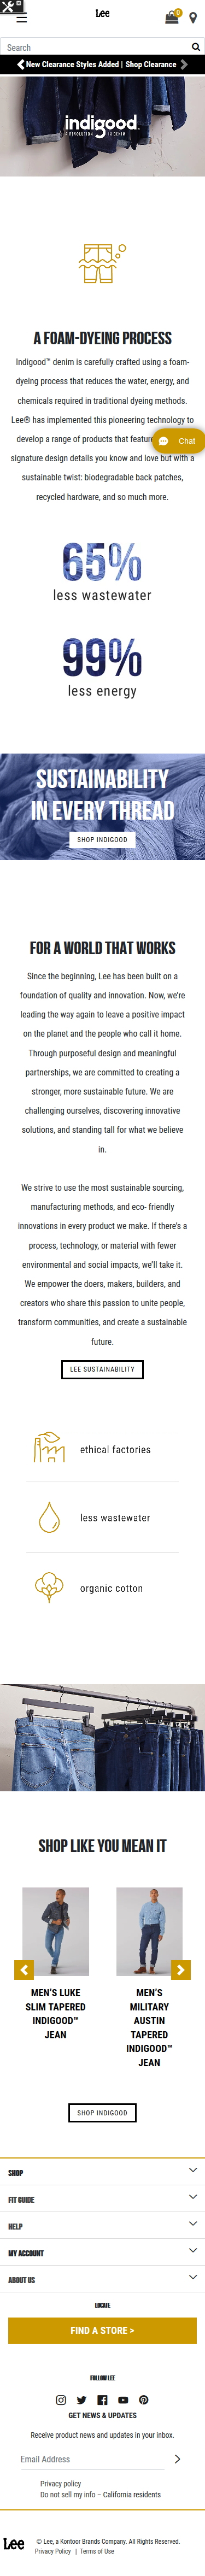 Lee
0
Search
New Clearance Styles Added | Shop Clearance
indigood™
A REVOLUTION IN DENIM
A FOAM-DYEING PROCESS
Indigood™ denim is carefully crafted using a foam-
dyeing process that reduces the water, energy, and
chemicals required in traditional dyeing methods.
Lee® has implemented this pioneering technology to
develop a range of products that feature
signature design details you know and love but with a
sustainable twist: biodegradable back patches,
recycled hardware, and so much more.
Chat
65%
less wastewater
99%
less energy
SUSTAINABILITY
IN EVERY THREAD
SHOP INDIGOOD
FOR A WORLD THAT WORKS
Since the beginning, Lee has been built on a
foundation of quality and innovation. Now, we're
leading the way again to leave a positive impact
on the planet and the people who call it home.
Through purposeful design and meaningful
partnerships, we are committed to creating a
stronger, more sustainable future. We are
challenging ourselves, discovering innovative
solutions, and standing tall for what we believe
in.
We strive to use the most sustainable sourcing,
manufacturing methods, and eco- friendly
innovations in every product we make. If there's a
process, technology, or material with fewer
environmental and social impacts, we'll take it.
We empower the doers, makers, builders, and
creators who share this passion to unite people,
transform communities, and create a sustainable
future.
LEE SUSTAINABILITY
ethical factories
less wastewater
organic cotton
SHOP LIKE YOU MEAN IT
MEN'S LUKE
SLIM TAPERED
INDIGOOD™
JEAN
MEN'S
MILITARY
AUSTIN
TAPERED
INDIGOOD™
JEAN
SHOP INDIGOOD
SHOP
FIT GUIDE
HELP
MY ACCOUNT
ABOUT US
LOCATE
FIND A STORE >
FOLLOW LEE
GET NEWS & UPDATES
Receive product news and updates in your inbox.
Email Address
Privacy policy
Do not sell my info – California residents
Lee
© Lee, a Kontoor Brands Company. All Rights Reserved.
Privacy Policy | Terms of Use